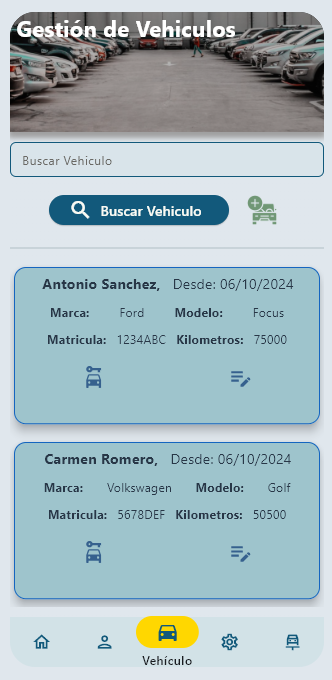 Gestión de Vehiculos
Buscar Vehiculo
Buscar Vehiculo
Antonio Sanchez, Desde: 06/10/2024
Marca: Ford Modelo: Focus
Matricula: 1234ABC Kilometros: 75000
Carmen Romero, Desde: 06/10/2024
Marca: Volkswagen Modelo: Golf
Matricula: 5678DEF Kilometros: 50500
Vehículo